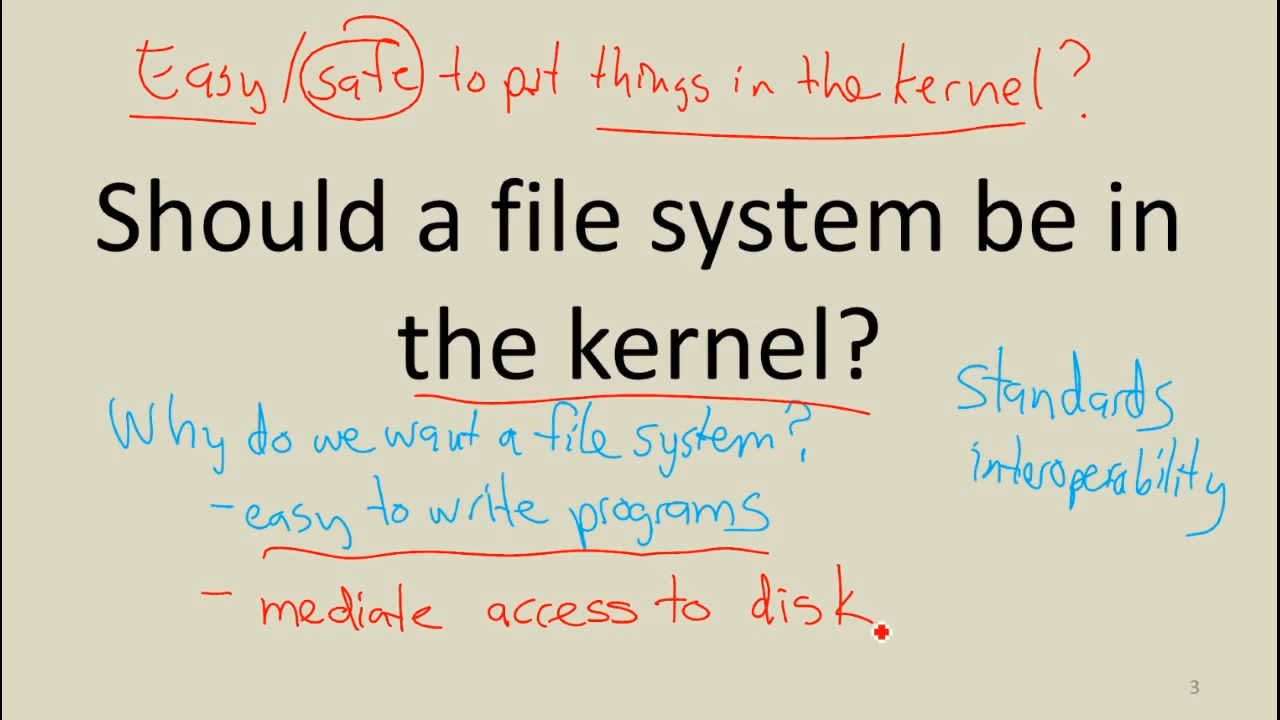 Easy/safe to put things in the kernel?
Should a file system be in
the kernel?
Why do we want a file system?
- easy to write programs
- mediate access to disk
Standards
interoperability
3